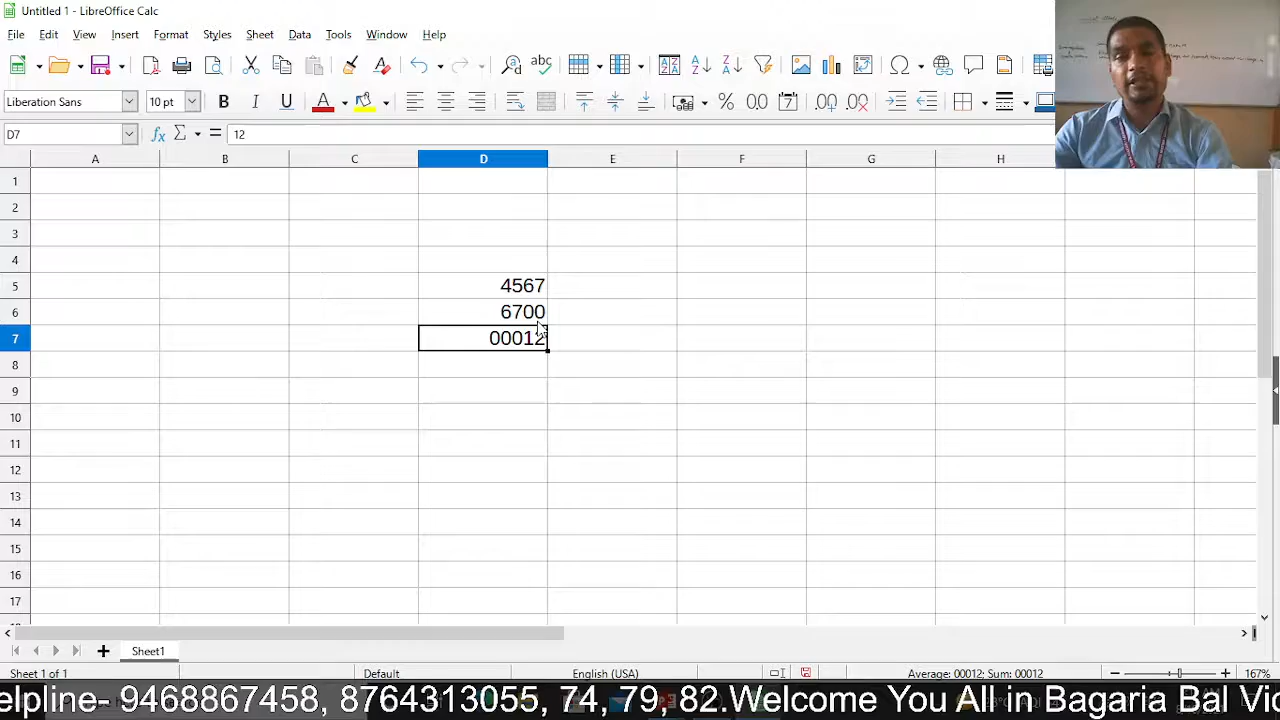 Untitled 1 - LibreOffice Calc
File Edit View Insert Format Styles Sheet Data Tools Window Help
Liberation Sans 10 pt
D7 12
A B C D E F G H
1
2
3
4
5 4567
6 6700
7 00012
8
9
10
11
12
13
14
15
16
17
Sheet1
Sheet 1 of 1 Default English (USA) Average: 00012; Sum: 00012 167%
elpline- 9468867458, 8764313055, 74, 79, 82.Welcome You All in Bagaria Bal Vi